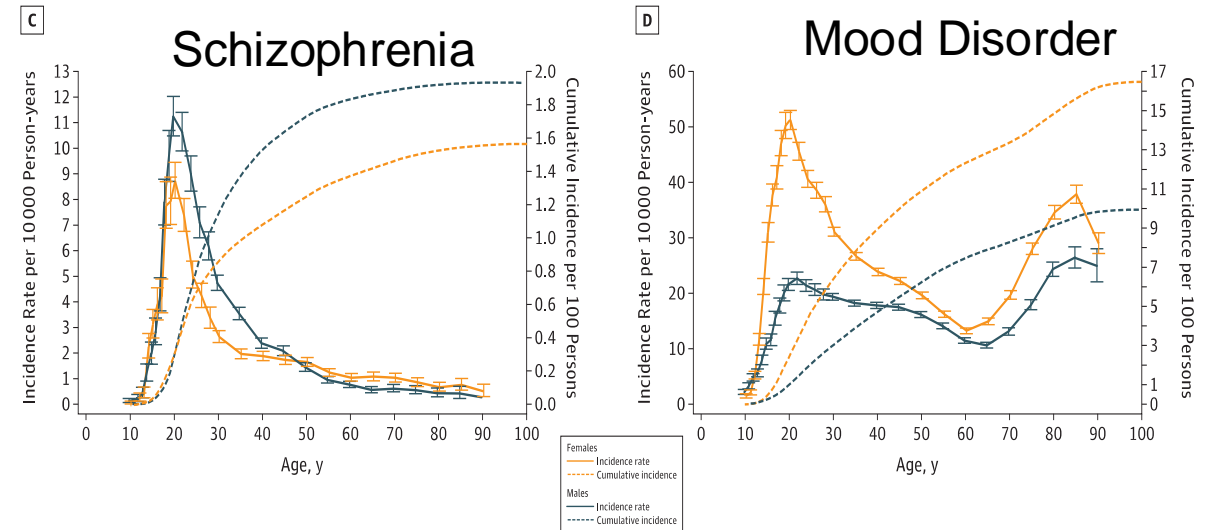 C
Schizophrenia
Incidence Rate per 10 000 Person-years
13
12
11
10
9
8
7
6
5
4
3
2
1
0
2.0
1.8
1.6
1.4
1.2
1.0
0.8
0.6
0.4
0.2
0.0
Cumulative Incidence per 100 Persons
0 10 20 30 40 50 60 70 80 90 100
Age, y
D
Mood Disorder
Incidence Rate per 10 000 Person-years
60
50
40
30
20
10
0
17
15
13
11
9
7
5
3
1
0
Cumulative Incidence per 100 Persons
0 10 20 30 40 50 60 70 80 90 100
Age, y
Females
Incidence rate
Cumulative incidence
Males
Incidence rate
Cumulative incidence